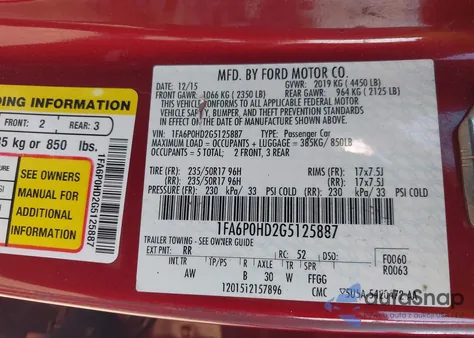 DING INFORMATION
FRONT: 2 REAR: 3
35 kg or 850 lbs.
SEE OWNERS
MANUAL FOR
ADDITIONAL
INFORMATION
1FA6P0HD2G5125887
MFD. BY FORD MOTOR CO.
12/15 GVWR: 2019 KG ( 4450 LB)
FRONT GAWR: 1066 KG ( 2350 LB) REAR GAWR: 964 KG ( 2125 LB)
THIS VEHICLE CONFORMS TO ALL APPLICABLE FEDERAL MOTOR
VEHICLE SAFETY, BUMPER, AND THEFT PREVENTION STANDARDS
IN EFFECT ON THE DATE OF MANUFACTURE SHOWN ABOVE.
VIN: 1FA6P0HD2G5125887 TYPE: Passenger Car
MAXIMUM LOAD = OCCUPANTS + LUGGAGE = 385KG/ 850LB
OCCUPANTS = 5 TOTAL: 2 FRONT, 3 REAR
TIRE (FR): 235/50R17 96H RIMS (FR): 17x7.5J
TIRE (RR): 235/50R17 96H RIMS (RR): 17x7.5J
PRESSURE (FR): 230 kPa/ 33 PSI COLD (RR): 230 kPa/ 33 PSI COLD
1FA6P0HD2G5125887
TRAILER TOWING - SEE OWNER GUIDE
EXT PNT: RR RC: 52 DSO: F0060
R0063
WB INT TR TP/PS R AXLE TR SPR
AW B 30 W FFGG
1201512157896 CMC
autoSnap